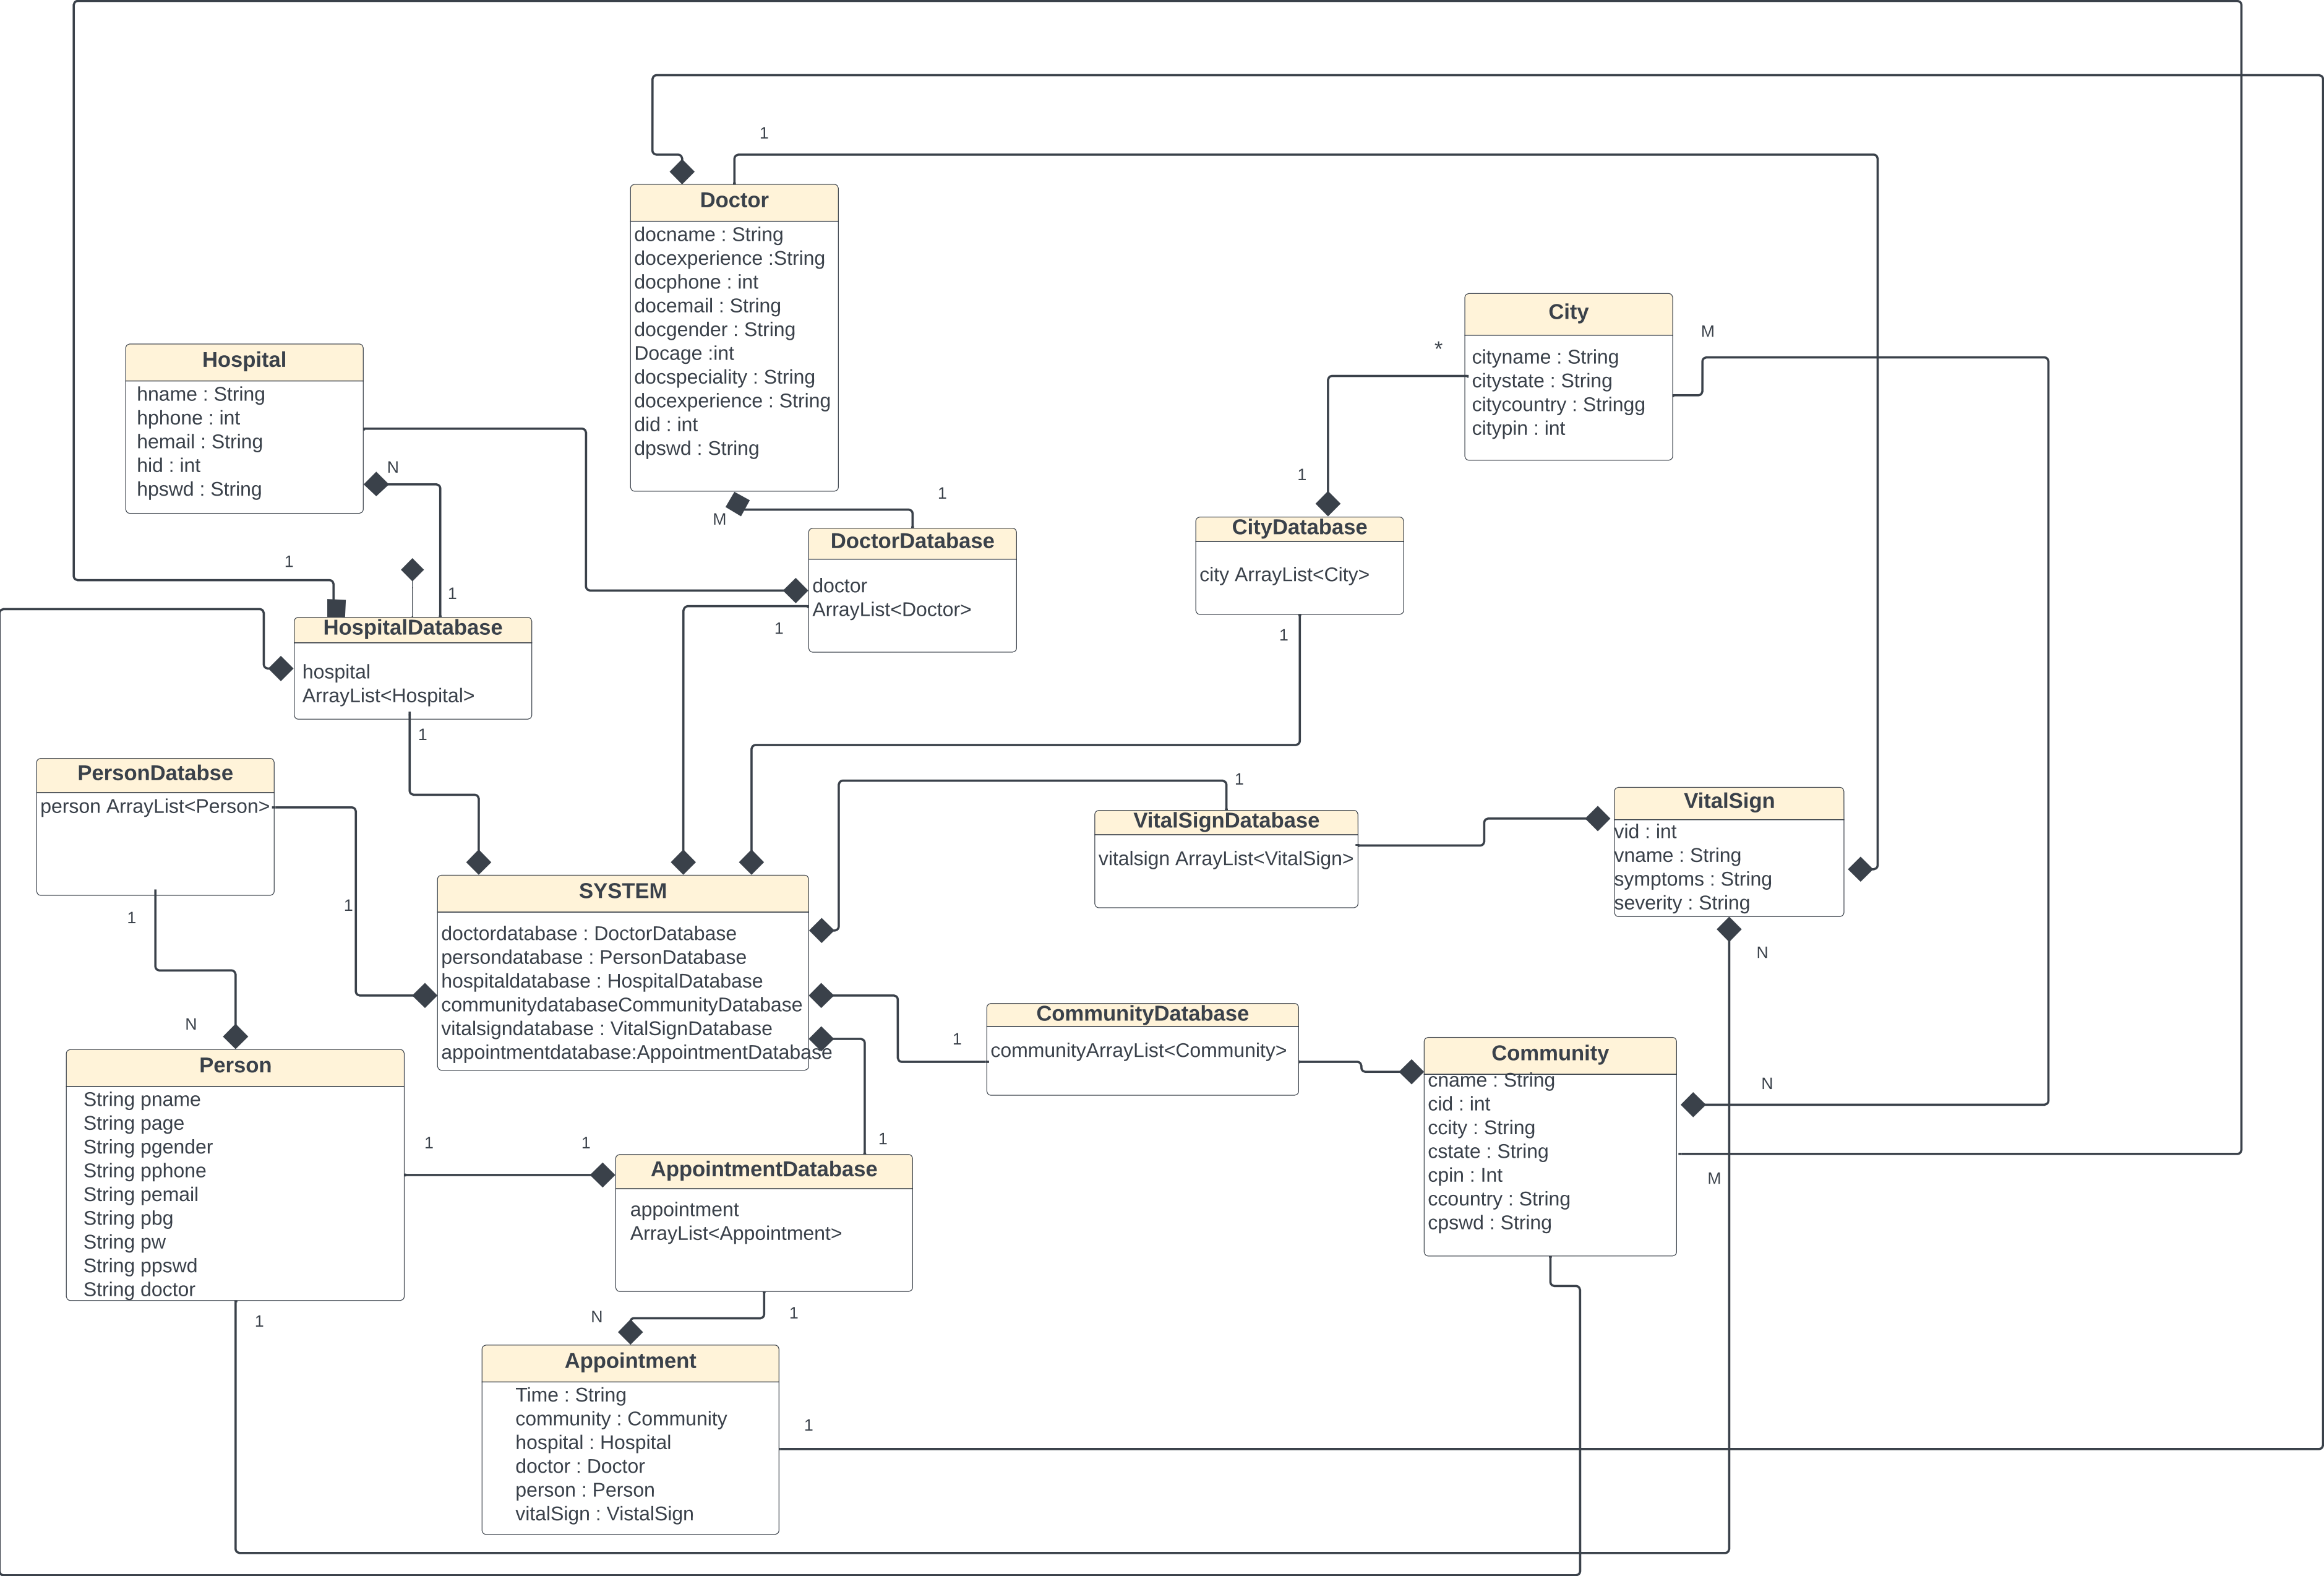 1
Doctor
docname : String
docexperience :String
docphone : int
docemail : String
docgender : String
Docage :int
docspeciality : String
docexperience : String
did : int
dpswd : String
City
cityname : String
citystate : String
citycountry : Stringg
citypin : int
M
*
1
Hospital
hname : String
hphone : int
hemail : String
hid : int
hpswd : String
N
1
1
M
1
DoctorDatabase
doctor
ArrayList<Doctor>
1
CityDatabase
city ArrayList<City>
1
HospitalDatabase
hospital
ArrayList<Hospital>
1
PersonDatabse
person ArrayList<Person>
1
1
VitalSignDatabase
vitalsign ArrayList<VitalSign>
1
VitalSign
vid : int
vname : String
symptoms : String
severity : String
N
SYSTEM
doctordatabase : DoctorDatabase
persondatabase : PersonDatabase
hospitaldatabase : HospitalDatabase
communitydatabaseCommunityDatabase
vitalsigndatabase : VitalSignDatabase
appointmentdatabase:AppointmentDatabase
CommunityDatabase
communityArrayList<Community>
1
Community
cname : String
cid : int
ccity : String
cstate : String
cpin : Int
ccountry : String
cpswd : String
N
M
N
Person
String pname
String page
String pgender
String pphone
String pemail
String pbg
String pw
String ppswd
String doctor
1
1
1
1
AppointmentDatabase
appointment
ArrayList<Appointment>
N
1
Appointment
Time : String
community : Community
hospital : Hospital
doctor : Doctor
person : Person
vitalSign : VistalSign
1